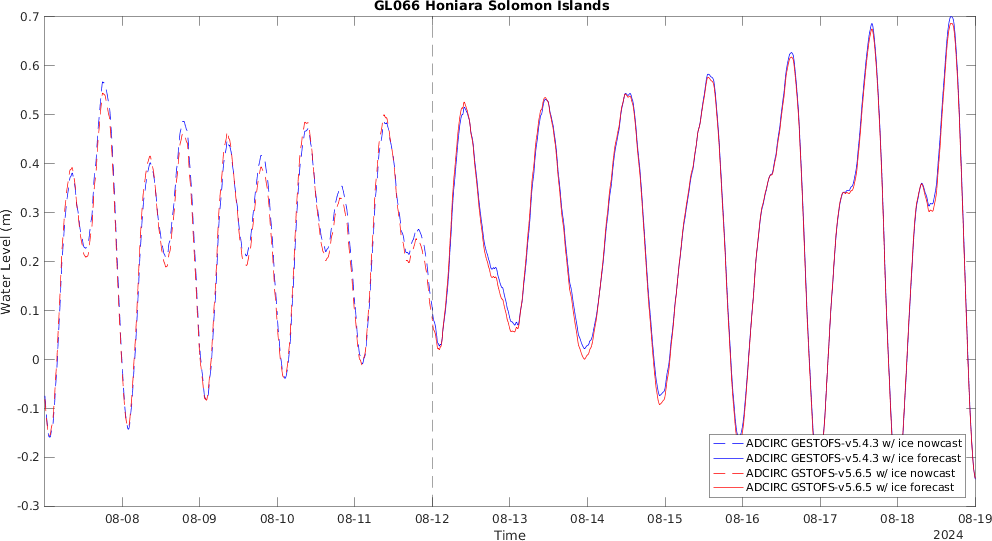 GL066 Honiara Solomon Islands
Water Level (m)
0.7
0.6
0.5
0.4
0.3
0.2
0.1
0
-0.1
-0.2
-0.3
ADCIRC GESTOFS-v5.4.3 w/ ice nowcast
ADCIRC GESTOFS-v5.4.3 w/ ice forecast
ADCIRC GSTOFS-v5.6.5 w/ ice nowcast
ADCIRC GSTOFS-v5.6.5 w/ ice forecast
08-08 08-09 08-10 08-11 08-12 08-13 08-14 08-15 08-16 08-17 08-18 08-19
Time
2024